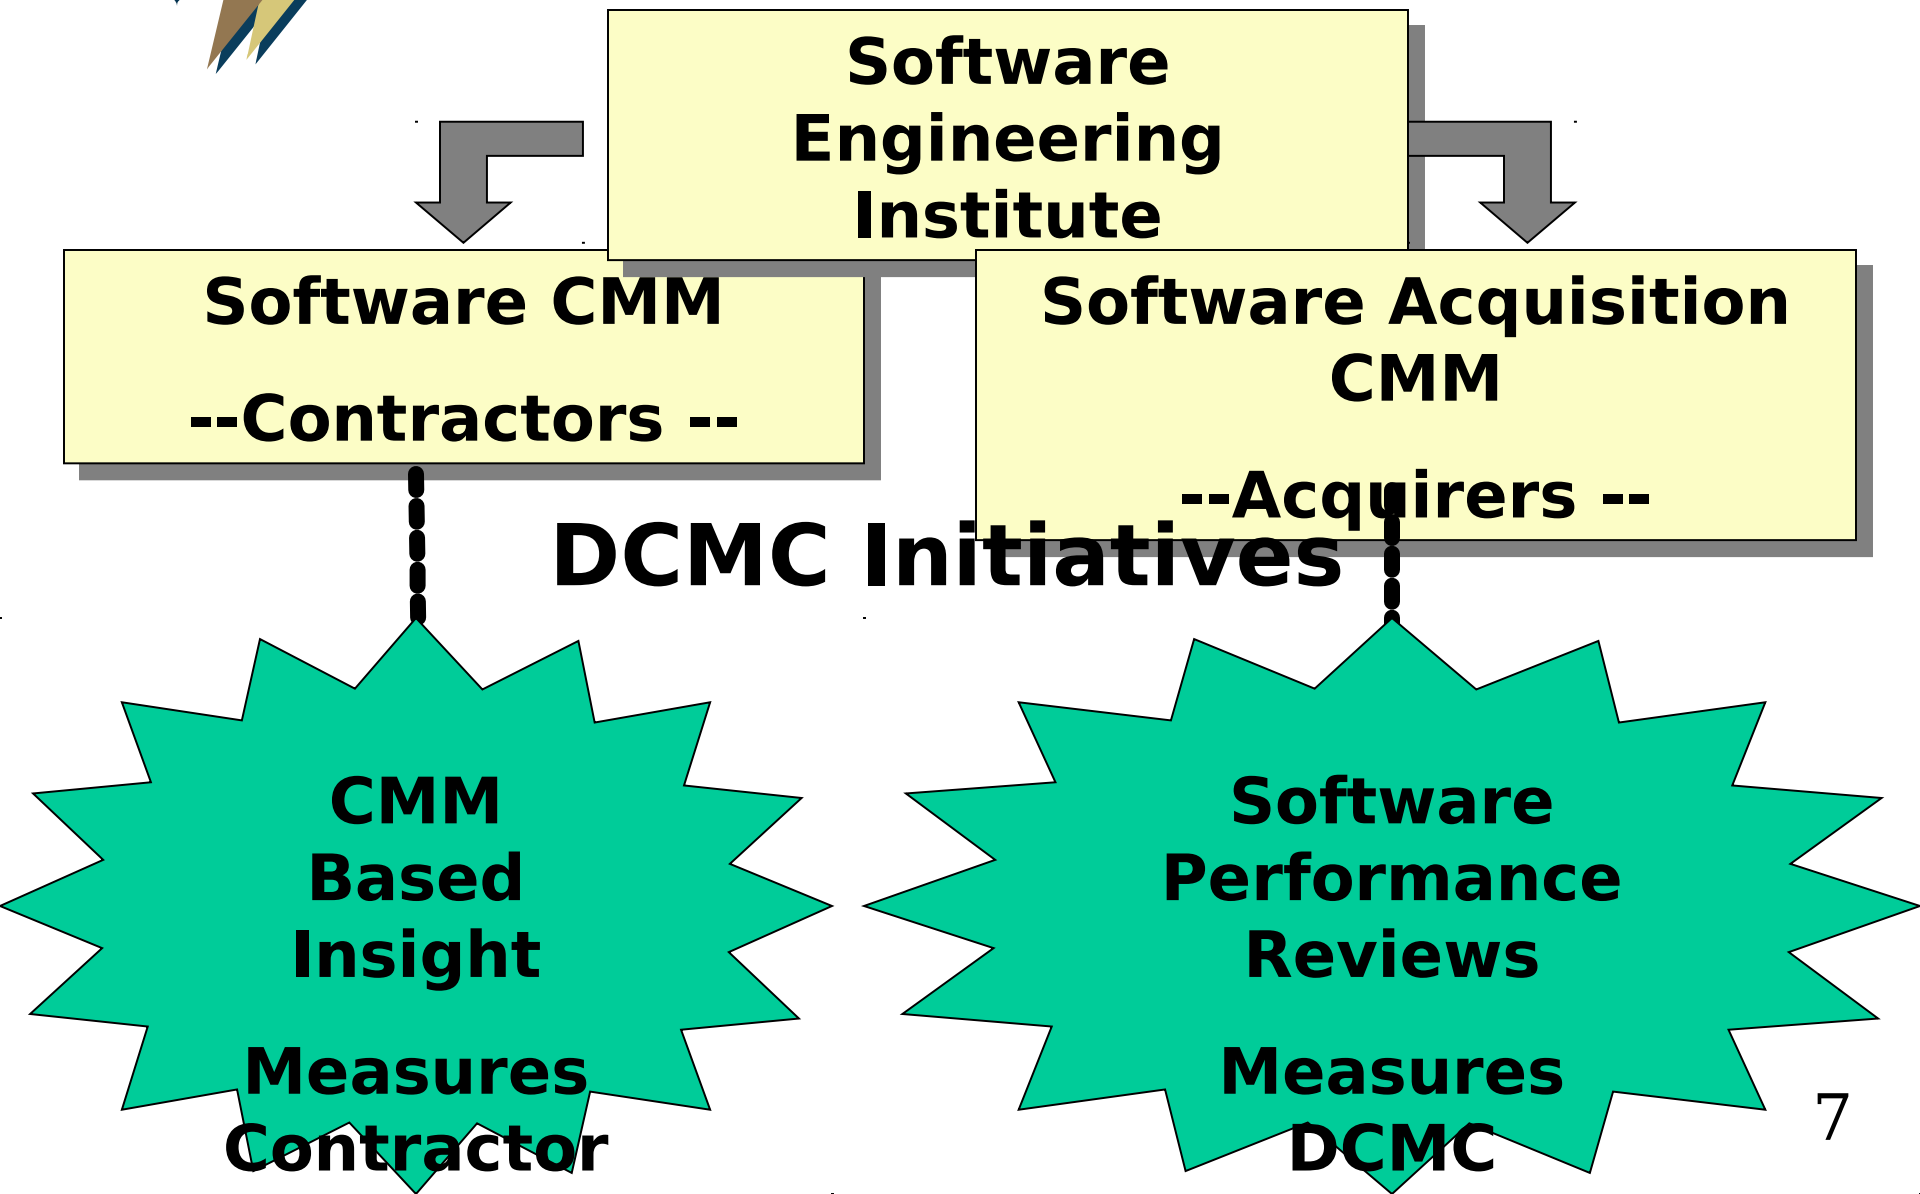 Software
Engineering
Institute
Software CMM
--Contractors --
Software Acquisition
CMM
--Acquirers --
DCMC Initiatives
CMM
Based
Insight
Measures
Contractor
Software
Performance
Reviews
Measures
DCMC
7